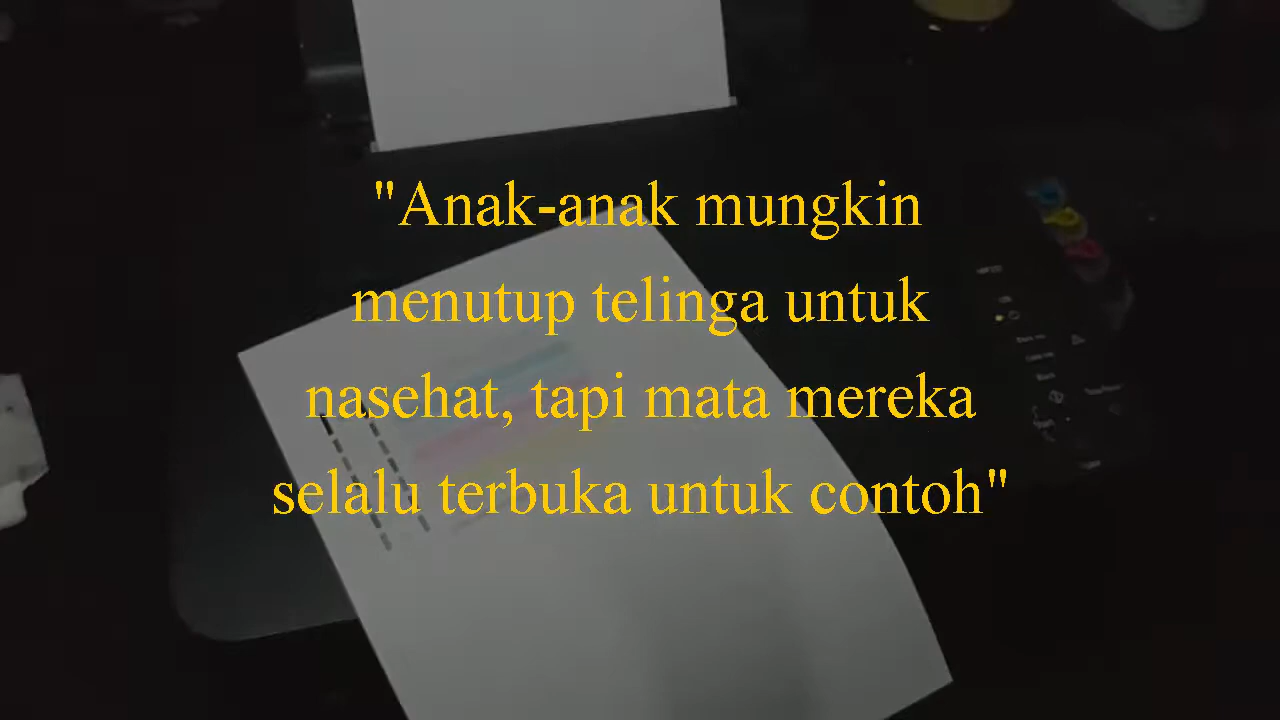 "Anak-anak mungkin
menutup telinga untuk
nasehat, tapi mata mereka
selalu terbuka untuk contoh"